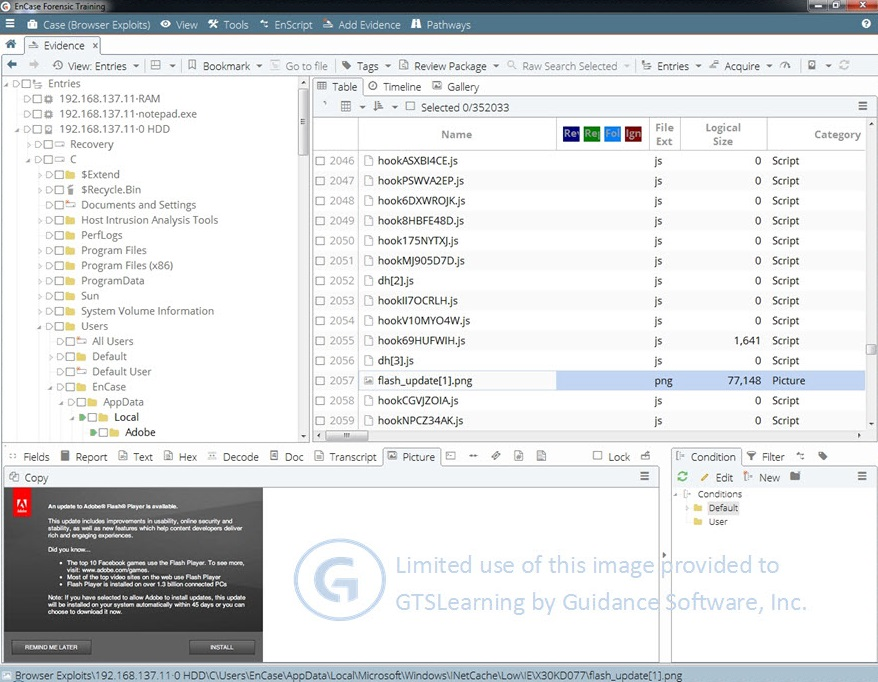 EnCase Forensic Training
Case (Browser Exploits) View Tools EnScript Add Evidence Pathways
Evidence
View: Entries Bookmark Go to file Tags Review Package Raw Search Selected Entries Acquire
Entries
192.168.137.11-RAM
192.168.137.11-notepad.exe
192.168.137.11-0 HDD
Recovery
C
$Extend
$Recycle.Bin
Documents and Settings
Host Intrusion Analysis Tools
PerfLogs
Program Files
Program Files (x86)
ProgramData
Sun
System Volume Information
Users
All Users
Default
Default User
EnCase
AppData
Local
Adobe
Table Timeline Gallery
Selected 0/352033
Name Re Re Fol Ign File Ext Logical Size Category
2046 hookASXBI4CE.js js 0 Script
2047 hookPSWVA2EP.js js 0 Script
2048 hook6DXWROJK.js js 0 Script
2049 hook8HBFE48D.js js 0 Script
2050 hook175NYTXJ.js js 0 Script
2051 hookMJ905D7D.js js 0 Script
2052 dh[2].js js 0 Script
2053 hookII7OCRLH.js js 0 Script
2054 hookV10MYO4W.js js 0 Script
2055 hook69HUFWIH.js js 1,641 Script
2056 dh[3].js js 0 Script
2057 flash_update[1].png png 77,148 Picture
2058 hookCGVJZOIA.js js 0 Script
2059 hookNPCZ34AK.js js 0 Script
Fields Report Text Hex Decode Doc Transcript Picture Lock
Copy
Adobe
An update to Adobe® Flash® Player is available.
This update includes improvements in usability, online security and
stability, as well as new features which help content developers deliver
rich and engaging experiences.
Did you know...
• The top 10 Facebook games use the Flash Player. To see more,
visit: www.adobe.com/games.
• Most of the top video sites on the web use Flash Player
• Flash Player is installed on over 1.3 billion connected PCs
Note: If you have selected to allow Adobe to install updates, this update
will be installed on your system automatically within 45 days or you can
choose to download it now.
REMIND ME LATER INSTALL
Condition Filter
Edit New
Conditions
Default
User
G Limited use of this image provided to
GTSLearning by Guidance Software, Inc.
Browser Exploits\192.168.137.11-0 HDD\C\Users\EnCase\AppData\Local\Microsoft\Windows\INetCache\Low\IE\X30KD077\flash_update[1].png